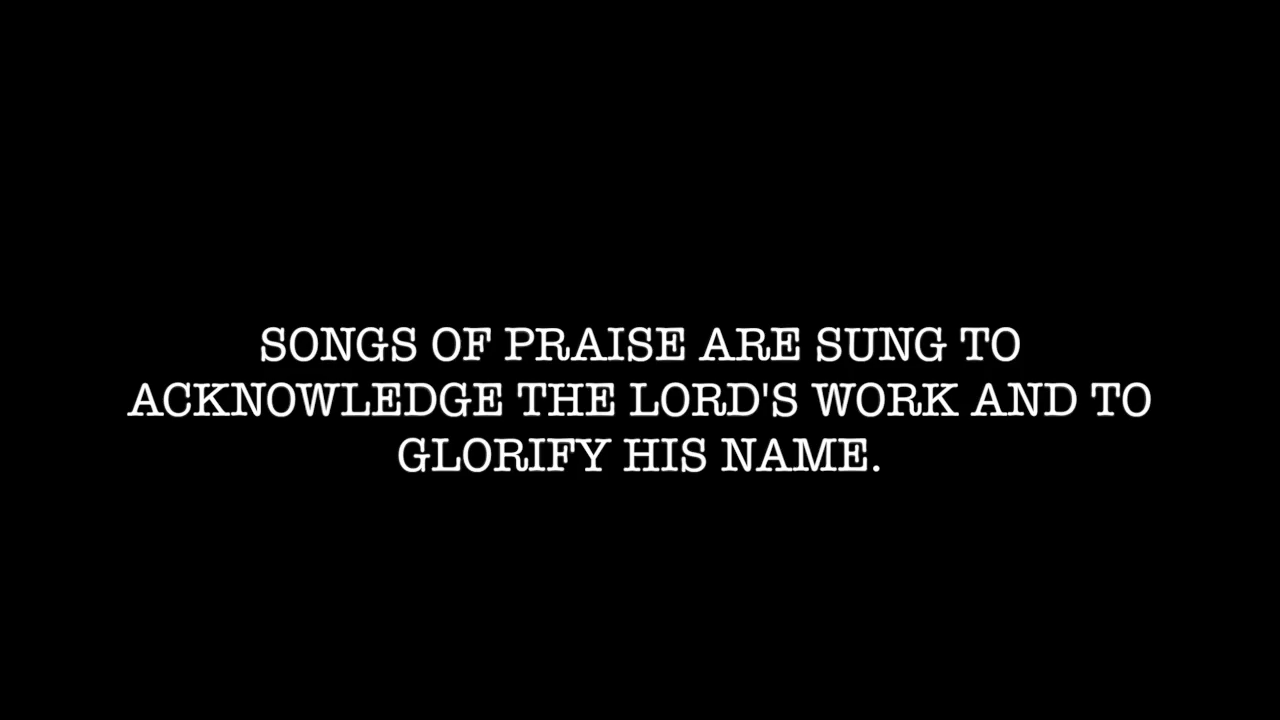 SONGS OF PRAISE ARE SUNG TO
ACKNOWLEDGE THE LORD'S WORK AND TO
GLORIFY HIS NAME.